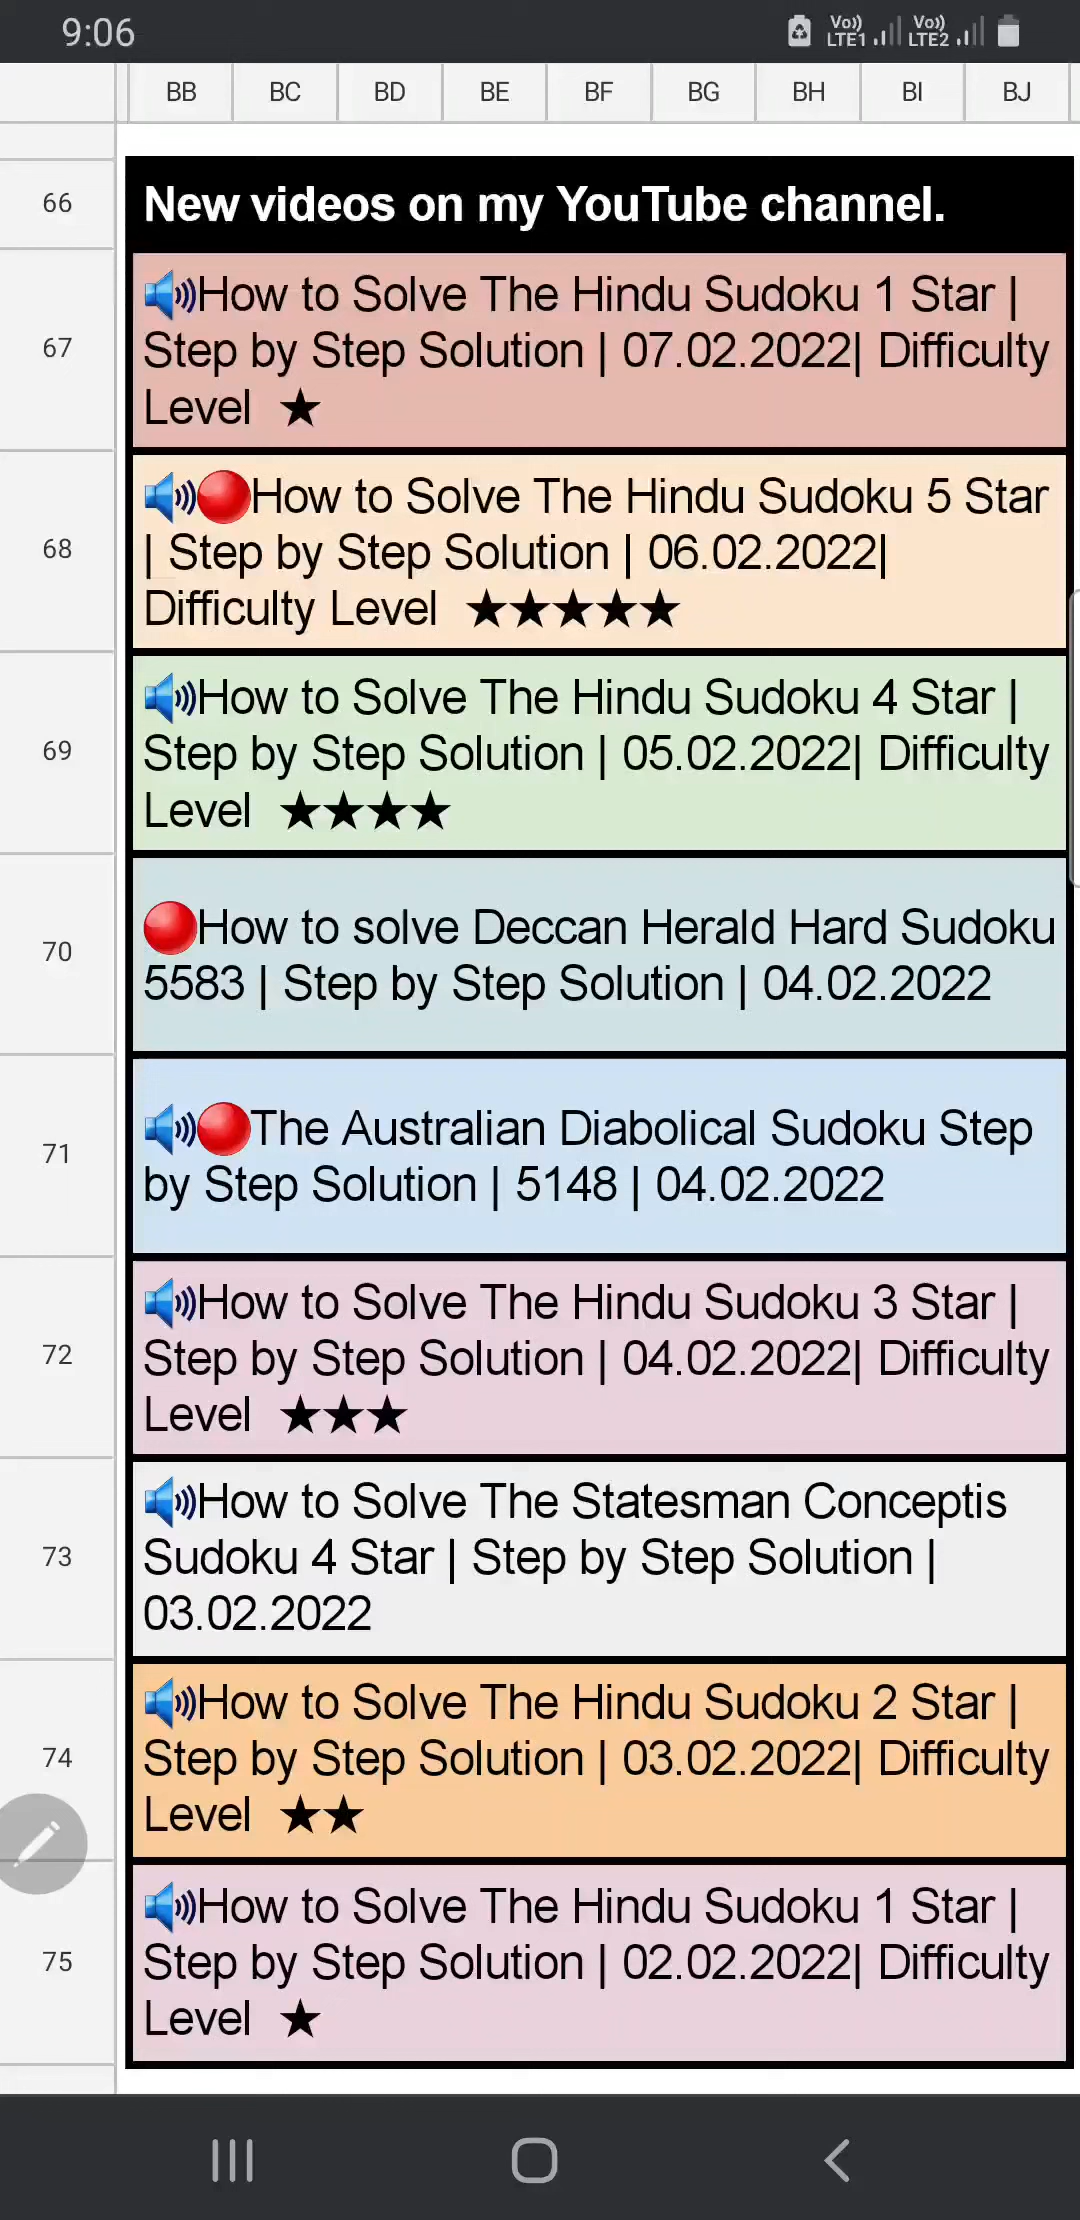 9:06
Vo)) LTE1 Vo)) LTE2
BB BC BD BE BF BG BH BI BJ
66 New videos on my YouTube channel.
67
🔊How to Solve The Hindu Sudoku 1 Star |
Step by Step Solution | 07.02.2022| Difficulty
Level ★
68
🔊🔴How to Solve The Hindu Sudoku 5 Star
| Step by Step Solution | 06.02.2022|
Difficulty Level ★★★★★
69
🔊How to Solve The Hindu Sudoku 4 Star |
Step by Step Solution | 05.02.2022| Difficulty
Level ★★★★
70
🔴How to solve Deccan Herald Hard Sudoku
5583 | Step by Step Solution | 04.02.2022
71
🔊🔴The Australian Diabolical Sudoku Step
by Step Solution | 5148 | 04.02.2022
72
🔊How to Solve The Hindu Sudoku 3 Star |
Step by Step Solution | 04.02.2022| Difficulty
Level ★★★
73
🔊How to Solve The Statesman Conceptis
Sudoku 4 Star | Step by Step Solution |
03.02.2022
74
🔊How to Solve The Hindu Sudoku 2 Star |
Step by Step Solution | 03.02.2022| Difficulty
Level ★★
75
🔊How to Solve The Hindu Sudoku 1 Star |
Step by Step Solution | 02.02.2022| Difficulty
Level ★